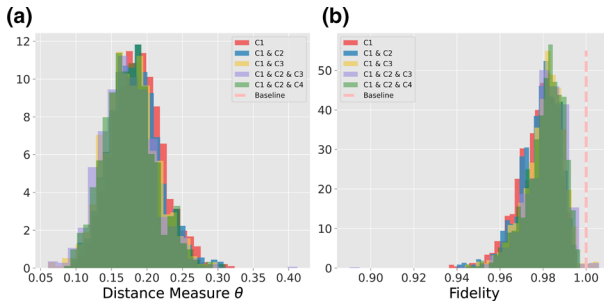 (a)
C1
C1 & C2
C1 & C3
C1 & C2 & C3
C1 & C2 & C4
Baseline
12
10
8
6
4
2
0
0.05 0.10 0.15 0.20 0.25 0.30 0.35 0.40
Distance Measure θ
(b)
C1
C1 & C2
C1 & C3
C1 & C2 & C3
C1 & C2 & C4
Baseline
50
40
30
20
10
0
0.90 0.92 0.94 0.96 0.98 1.00
Fidelity